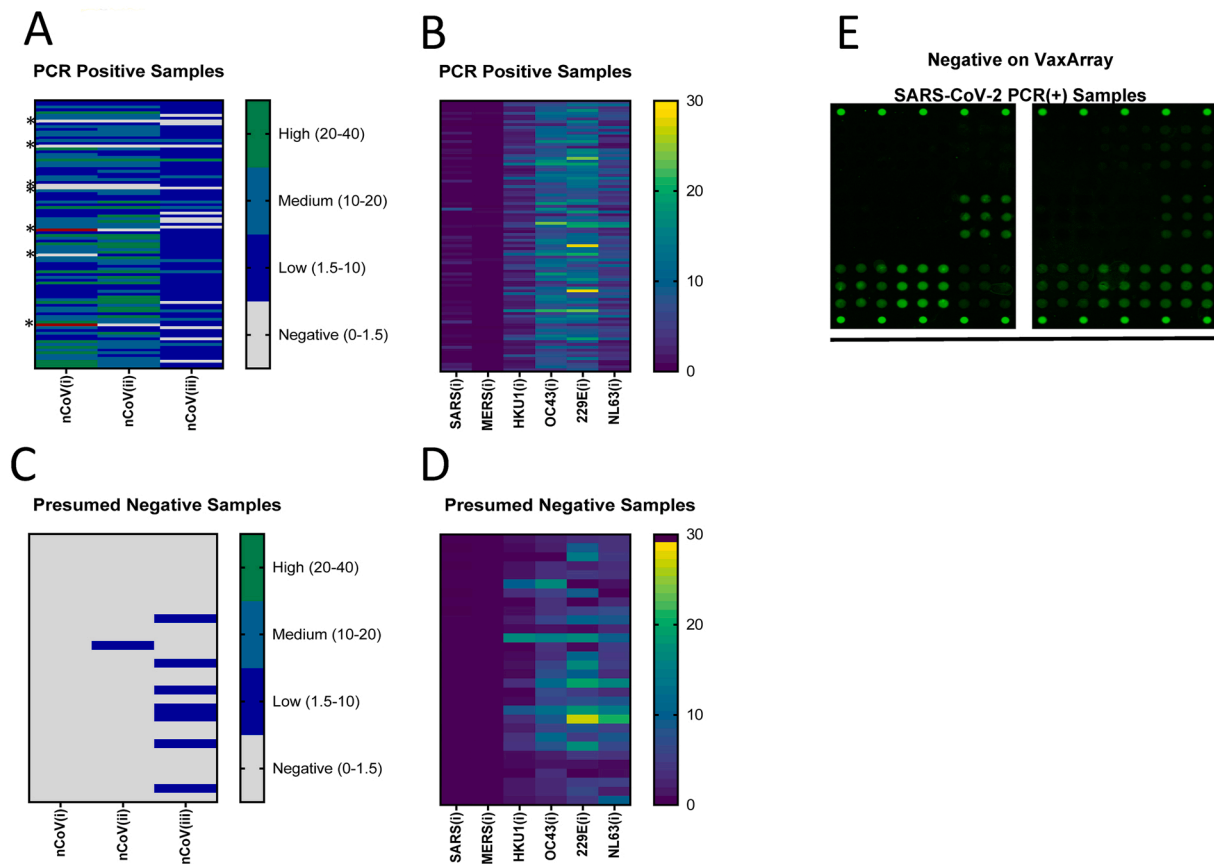 A
PCR Positive Samples
*
*
*
*
*
*
*
High (20-40)
Medium (10-20)
Low (1.5-10)
Negative (0-1.5)
nCoV(i)
nCoV(ii)
nCoV(iii)
B
PCR Positive Samples
30
20
10
0
SARS(i)
MERS(i)
HKU1(i)
OC43(i)
229E(i)
NL63(i)
E
Negative on VaxArray
SARS-CoV-2 PCR(+) Samples
C
Presumed Negative Samples
High (20-40)
Medium (10-20)
Low (1.5-10)
Negative (0-1.5)
nCoV(i)
nCoV(ii)
nCoV(iii)
D
Presumed Negative Samples
30
20
10
0
SARS(i)
MERS(i)
HKU1(i)
OC43(i)
229E(i)
NL63(i)